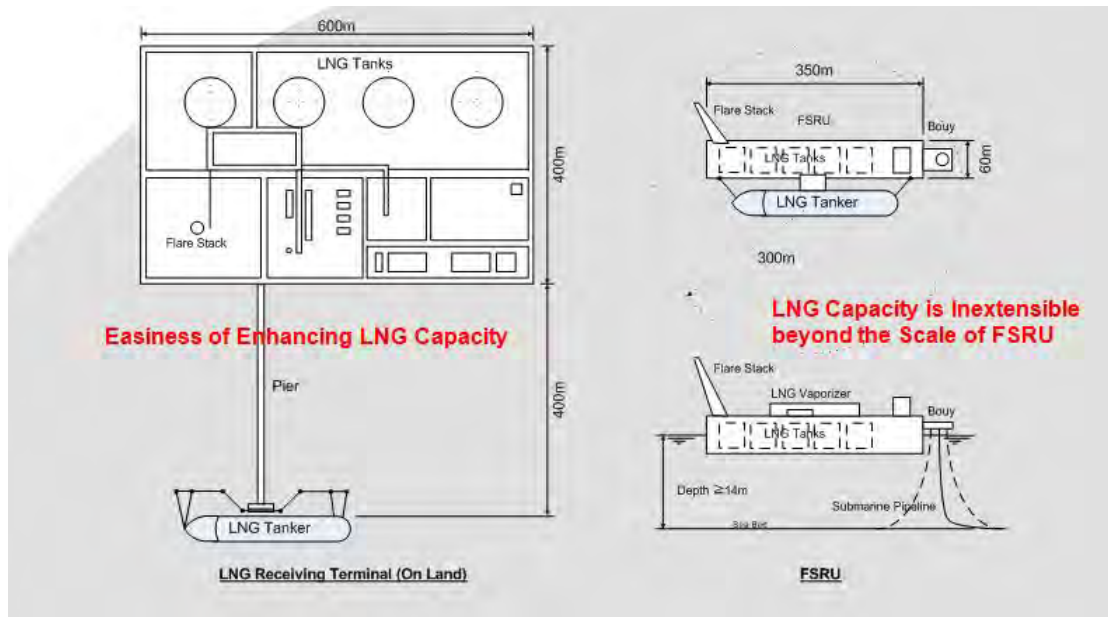 600m
LNG Tanks
400m
Flare Stack
Easiness of Enhancing LNG Capacity
Pier
400m
LNG Tanker
LNG Receiving Terminal (On Land)
350m
Flare Stack
FSRU
Bouy
LNG Tanks
60m
LNG Tanker
300m
LNG Capacity is Inextensible
beyond the Scale of FSRU
Flare Stack
LNG Vaporizer
Bouy
LNG Tanks
Depth ≧14m
Submarine Pipeline
Sea Bed
FSRU